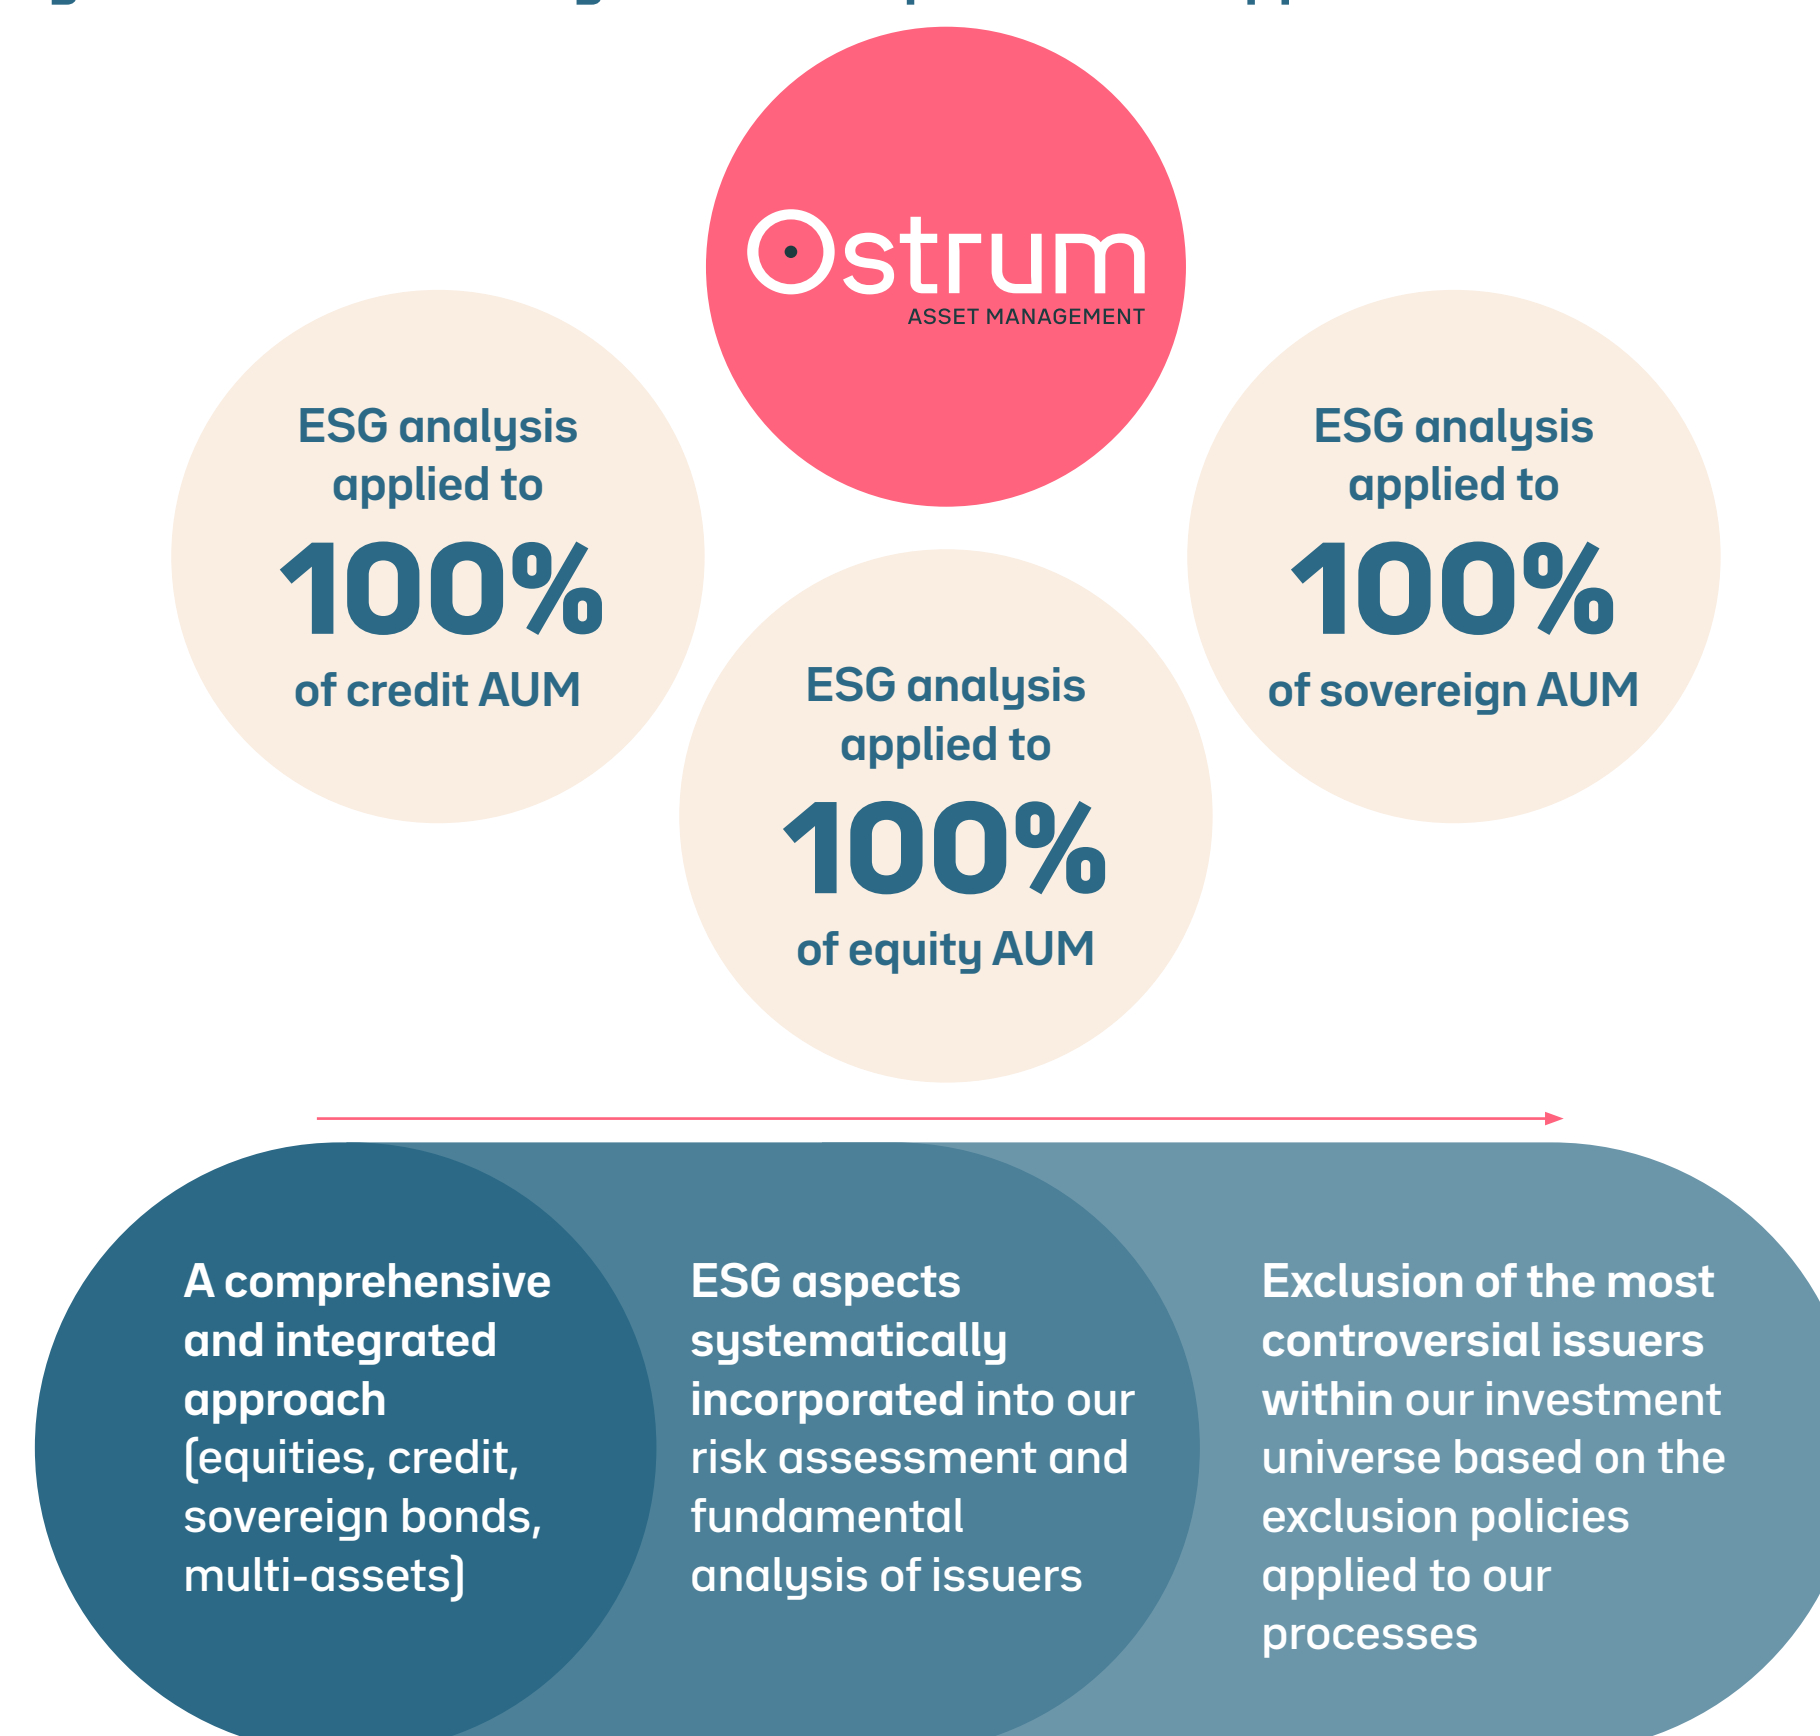 Ostrum
ASSET MANAGEMENT
ESG analysis
applied to
100%
of credit AUM
ESG analysis
applied to
100%
of equity AUM
ESG analysis
applied to
100%
of sovereign AUM
A comprehensive
and integrated
approach
(equities, credit,
sovereign bonds,
multi-assets)
ESG aspects
systematically
incorporated into our
risk assessment and
fundamental
analysis of issuers
Exclusion of the most
controversial issuers
within our investment
universe based on the
exclusion policies
applied to our
processes